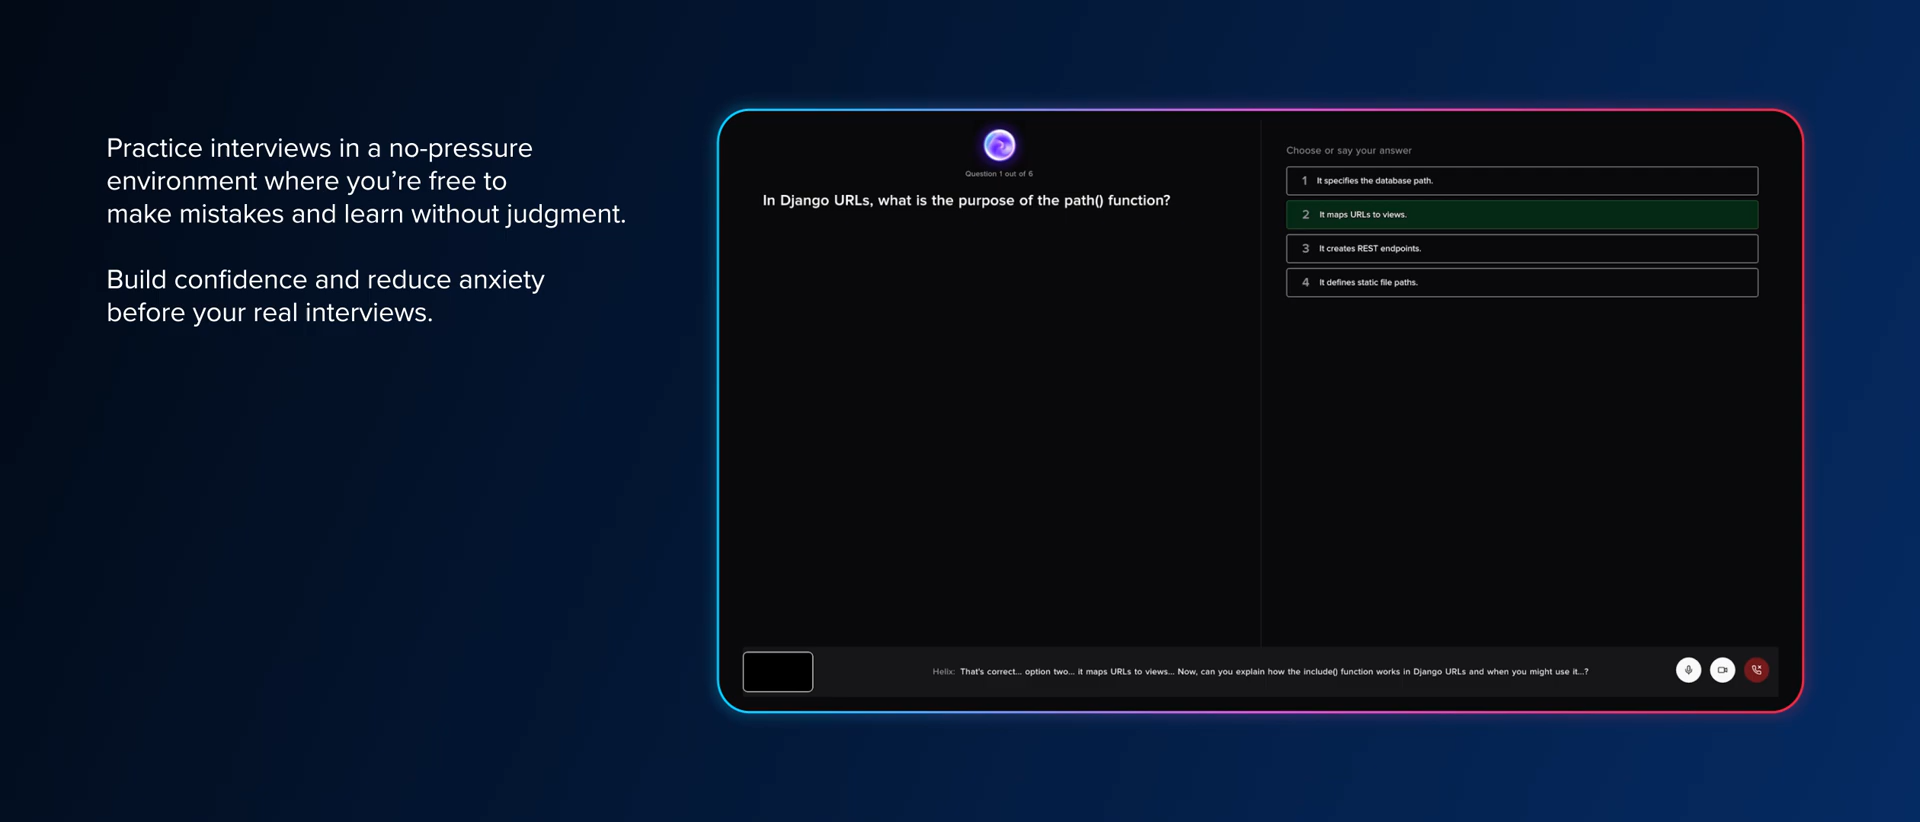 Practice interviews in a no-pressure
environment where you’re free to
make mistakes and learn without judgment.
Build confidence and reduce anxiety
before your real interviews.
Question 1 out of 6
In Django URLs, what is the purpose of the path() function?
Choose or say your answer
1 It specifies the database path.
2 It maps URLs to views.
3 It creates REST endpoints.
4 It defines static file paths.
Helix: That's correct... option two... it maps URLs to views... Now, can you explain how the include() function works in Django URLs and when you might use it...?